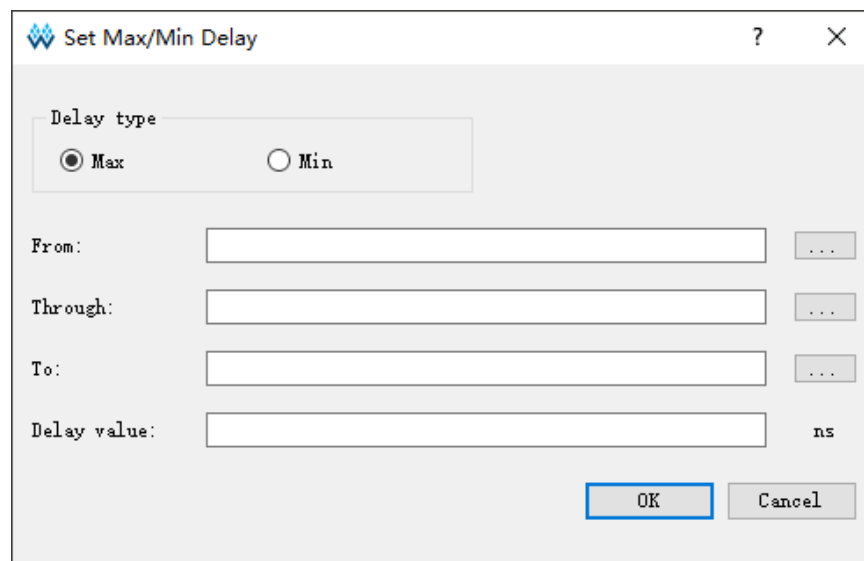 Set Max/Min Delay ?
Delay type
Max Min
From: ...
Through: ...
To: ...
Delay value: ns
OK Cancel